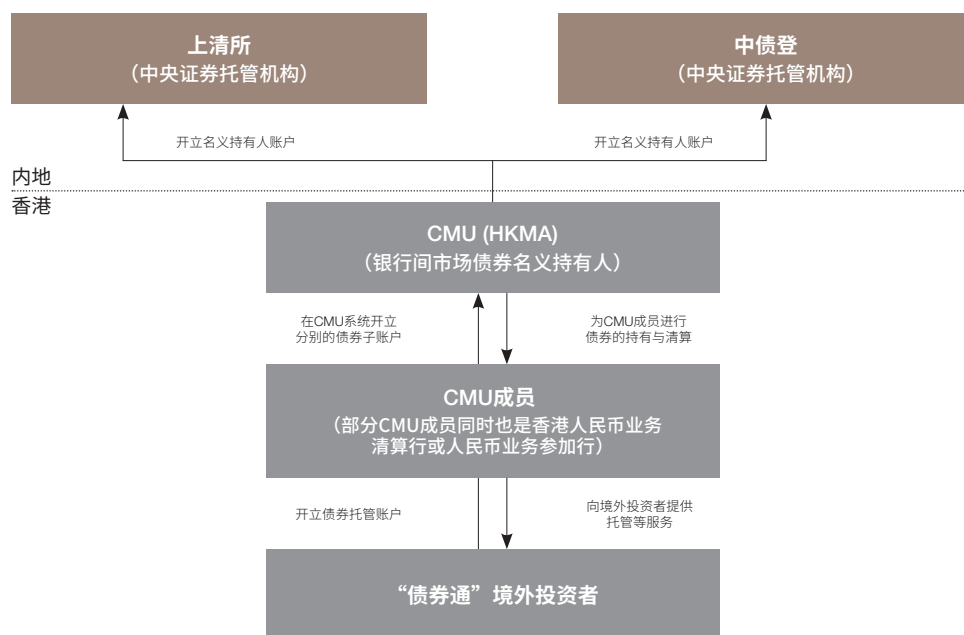 上清所
（中央证券托管机构）
中债登
（中央证券托管机构）
开立名义持有人账户
开立名义持有人账户
内地
香港
CMU (HKMA)
（银行间市场债券名义持有人）
在CMU系统开立
分别的债券子账户
为CMU成员进行
债券的持有与清算
CMU成员
（部分CMU成员同时也是香港人民币业务
清算行或人民币业务参加行）
开立债券托管账户
向境外投资者提供
托管等服务
“债券通”境外投资者